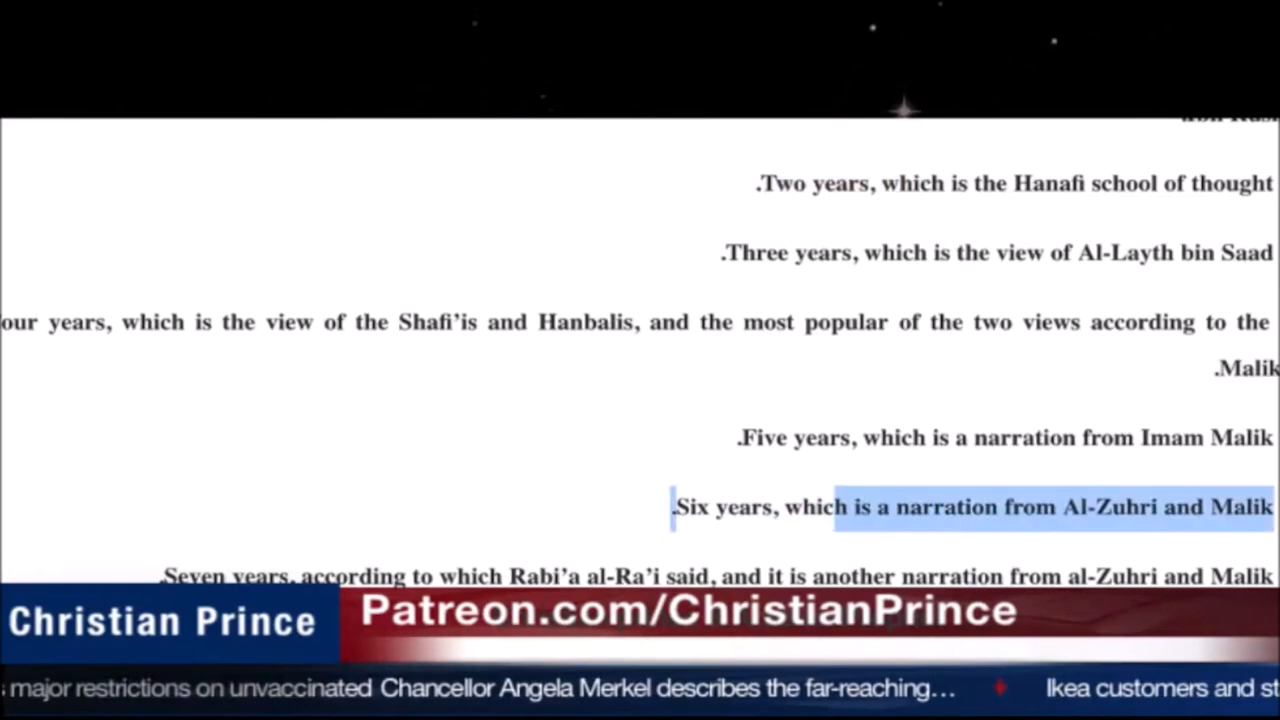 .Two years, which is the Hanafi school of thought
.Three years, which is the view of Al-Layth bin Saad
our years, which is the view of the Shafi'is and Hanbalis, and the most popular of the two views according to the
.Malik
.Five years, which is a narration from Imam Malik
.Six years, which is a narration from Al-Zuhri and Malik
.Seven years, according to which Rabi'a al-Ra'i said, and it is another narration from al-Zuhri and Malik
Christian Prince
Patreon.com/ChristianPrince
major restrictions on unvaccinated Chancellor Angela Merkel describes the far-reaching… Ikea customers and st